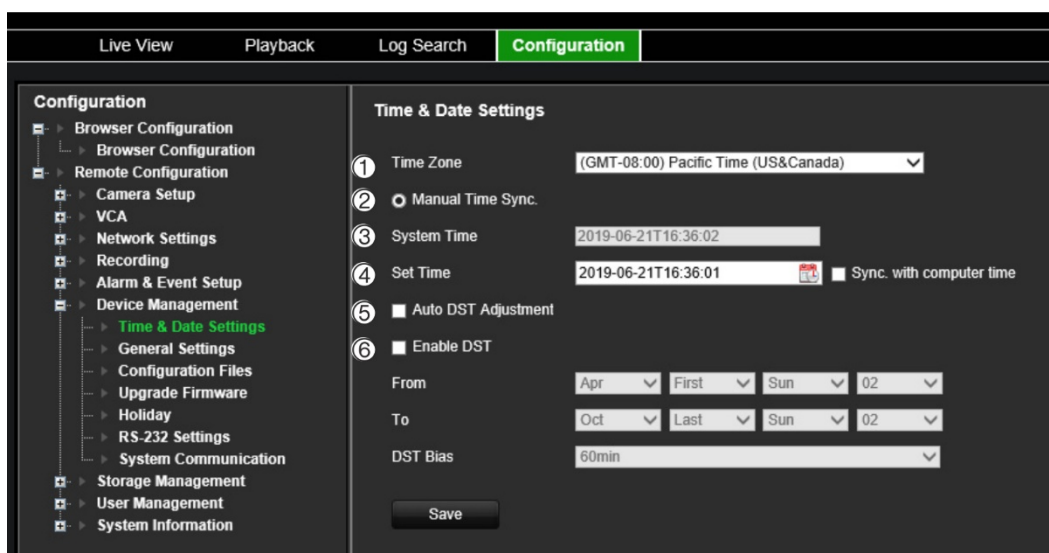 Live View Playback Log Search Configuration
Configuration
Browser Configuration
Browser Configuration
Remote Configuration
Camera Setup
VCA
Network Settings
Recording
Alarm & Event Setup
Device Management
Time & Date Settings
General Settings
Configuration Files
Upgrade Firmware
Holiday
RS-232 Settings
System Communication
Storage Management
User Management
System Information
Time & Date Settings
① Time Zone (GMT-08:00) Pacific Time (US&Canada)
② Manual Time Sync.
③ System Time 2019-06-21T16:36:02
④ Set Time 2019-06-21T16:36:01 Sync. with computer time
⑤ Auto DST Adjustment
⑥ Enable DST
From Apr First Sun 02
To Oct Last Sun 02
DST Bias 60min
Save